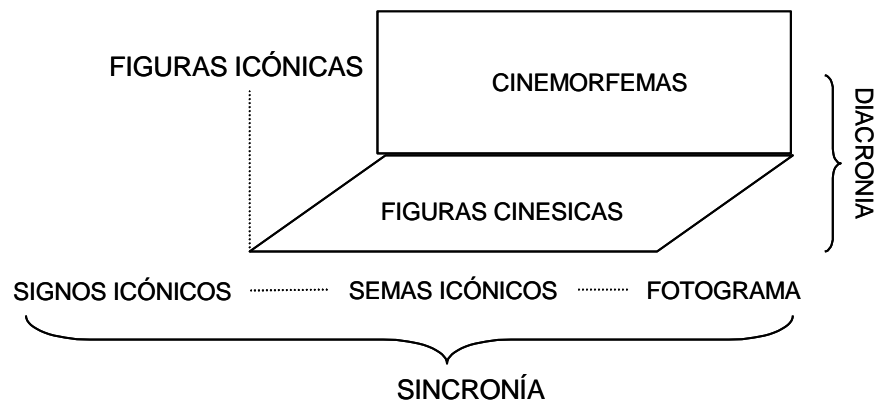 FIGURAS ICÓNICAS
CINEMORFEMAS
DIACRONIA
FIGURAS CINESICAS
SIGNOS ICÓNICOS
SEMAS ICÓNICOS
FOTOGRAMA
SINCRONÍA